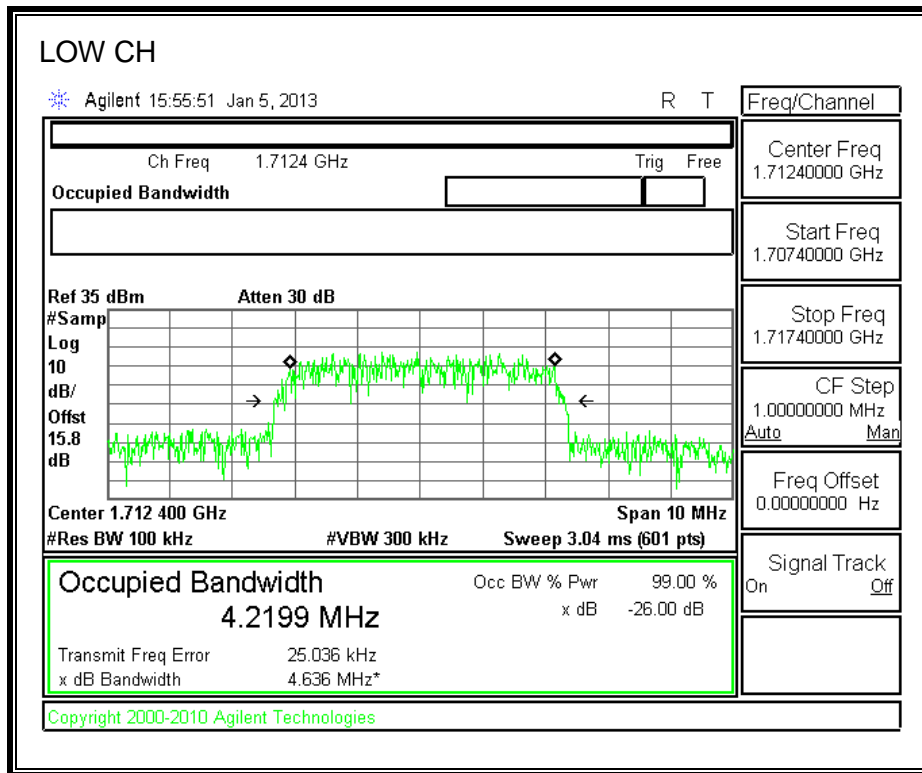 LOW CH
Agilent 15:55:51 Jan 5, 2013 R T
Ch Freq 1.7124 GHz Trig Free
Occupied Bandwidth
Ref 35 dBm Atten 30 dB
#Samp
Log
10
dB/
Offst
15.8
dB
Center 1.712 400 GHz Span 10 MHz
#Res BW 100 kHz #VBW 300 kHz Sweep 3.04 ms (601 pts)
Occupied Bandwidth Occ BW % Pwr 99.00 %
4.2199 MHz x dB -26.00 dB
Transmit Freq Error 25.036 kHz
x dB Bandwidth 4.636 MHz*
Copyright 2000-2010 Agilent Technologies
Freq/Channel
Center Freq
1.71240000 GHz
Start Freq
1.70740000 GHz
Stop Freq
1.71740000 GHz
CF Step
1.00000000 MHz
Auto Man
Freq Offset
0.00000000 Hz
Signal Track
On Off